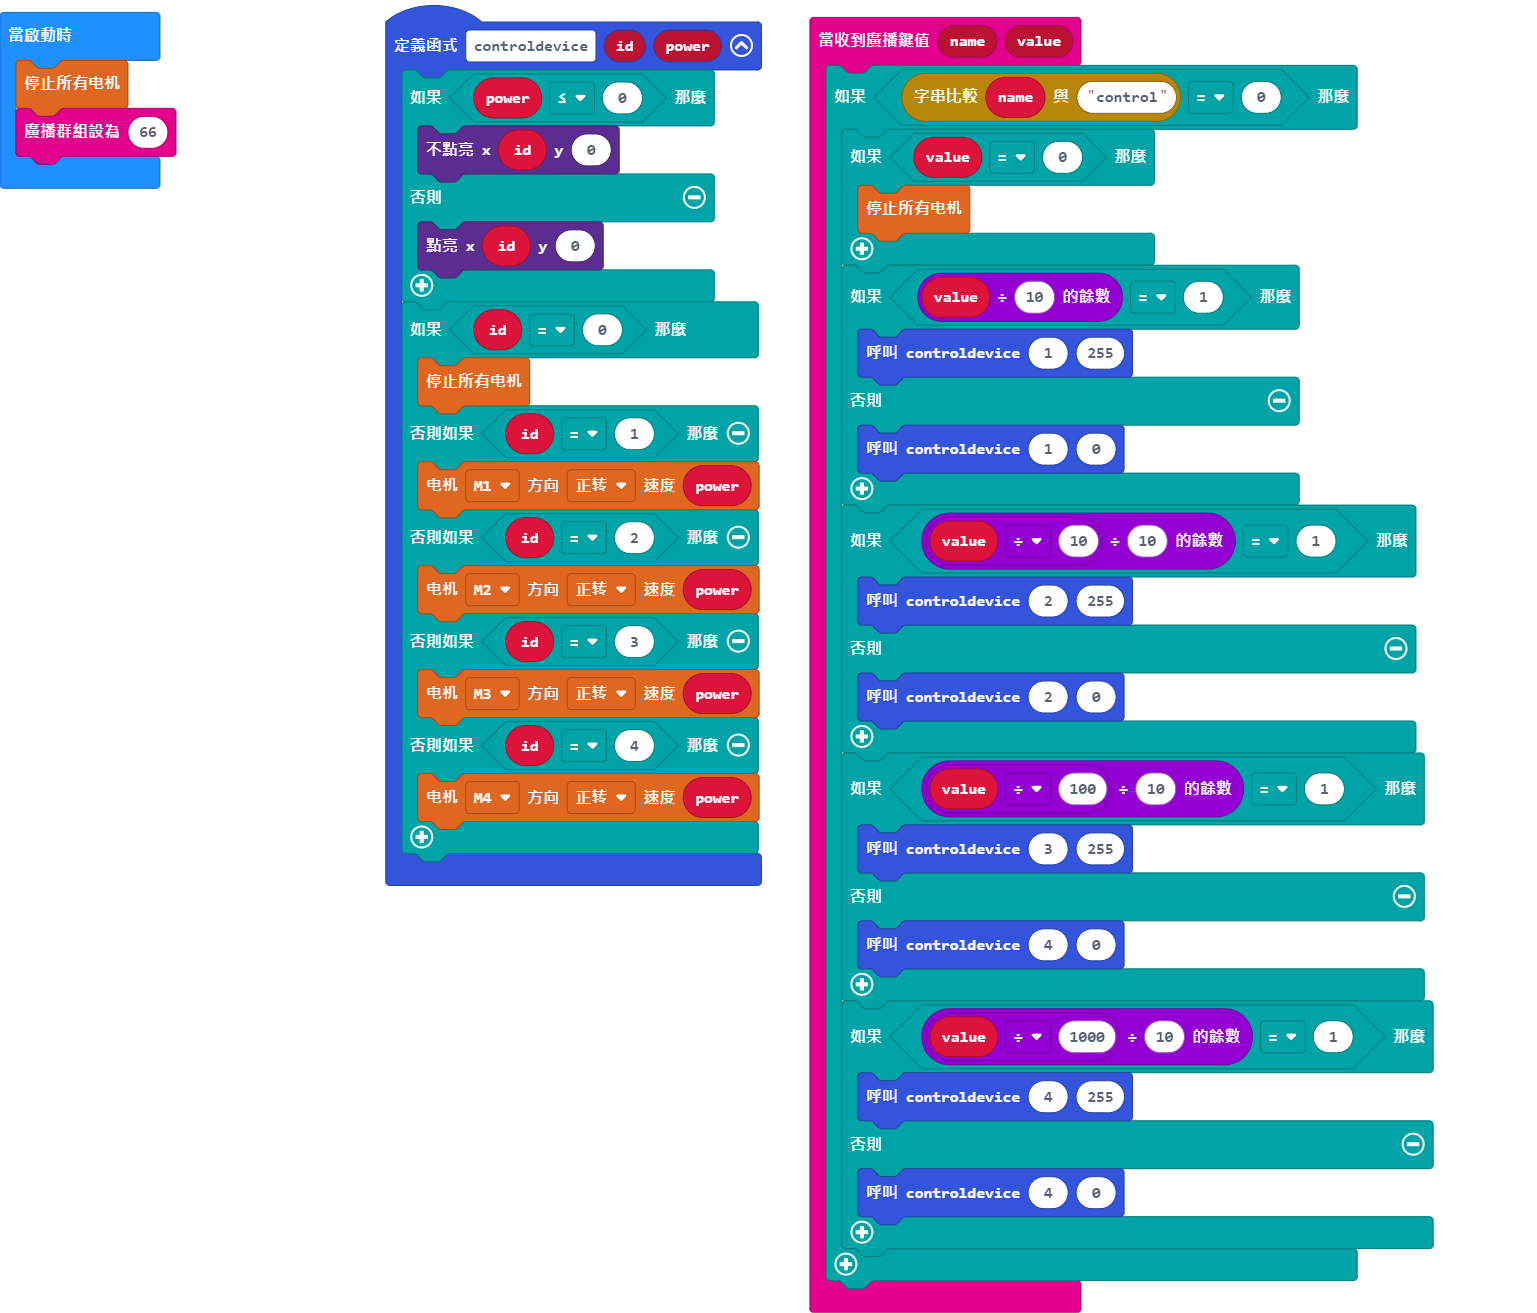 當啟動時
停止所有电机
廣播群組設為 66
定義函式 controldevice id power
如果 power ≤ 0 那麼
不點亮 x id y 0
否則
點亮 x id y 0
如果 id = 0 那麼
停止所有电机
否則如果 id = 1 那麼
电机 M1 方向 正转 速度 power
否則如果 id = 2 那麼
电机 M2 方向 正转 速度 power
否則如果 id = 3 那麼
电机 M3 方向 正转 速度 power
否則如果 id = 4 那麼
电机 M4 方向 正转 速度 power
當收到廣播鍵值 name value
如果 字串比較 name 與 "control" = 0 那麼
如果 value = 0 那麼
停止所有电机
如果 value ÷ 10 的餘數 = 1 那麼
呼叫 controldevice 1 255
否則
呼叫 controldevice 1 0
如果 value ÷ 10 ÷ 10 的餘數 = 1 那麼
呼叫 controldevice 2 255
否則
呼叫 controldevice 2 0
如果 value ÷ 100 ÷ 10 的餘數 = 1 那麼
呼叫 controldevice 3 255
否則
呼叫 controldevice 4 0
如果 value ÷ 1000 ÷ 10 的餘數 = 1 那麼
呼叫 controldevice 4 255
否則
呼叫 controldevice 4 0